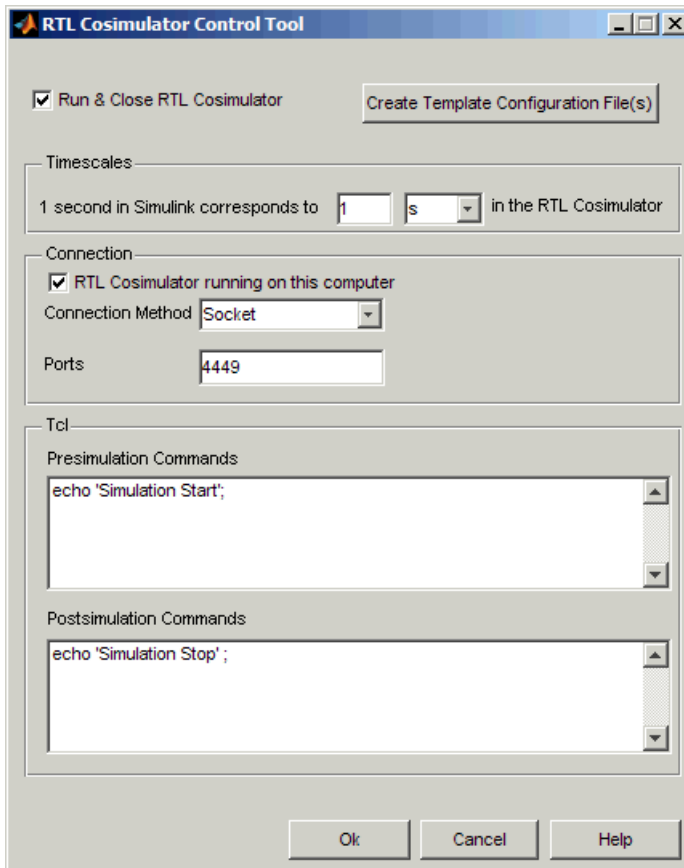 RTL Cosimulator Control Tool
Run & Close RTL Cosimulator
Create Template Configuration File(s)
Timescales
1 second in Simulink corresponds to 1 s in the RTL Cosimulator
Connection
RTL Cosimulator running on this computer
Connection Method Socket
Ports 4449
Tcl
Presimulation Commands
echo 'Simulation Start';
Postsimulation Commands
echo 'Simulation Stop' ;
Ok Cancel Help